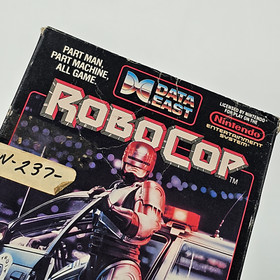 PART MAN.
PART MACHINE,
ALL GAME.
DATA
EAST
LICENSED BY NINTENDO
FOR PLAY ON THE
Nintendo
ENTERTAINMENT
SYSTEM
ROBOCOP
TM
N-237-